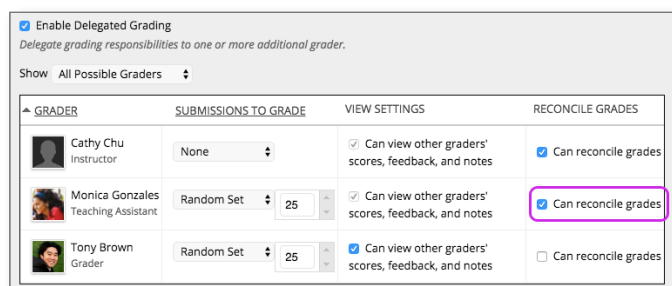 Enable Delegated Grading
Delegate grading responsibilities to one or more additional grader.
Show All Possible Graders
GRADER SUBMISSIONS TO GRADE VIEW SETTINGS RECONCILE GRADES
Cathy Chu
Instructor
None
Can view other graders'
scores, feedback, and notes
Can reconcile grades
Monica Gonzales
Teaching Assistant
Random Set 25
Can view other graders'
scores, feedback, and notes
Can reconcile grades
Tony Brown
Grader
Random Set 25
Can view other graders'
scores, feedback, and notes
Can reconcile grades